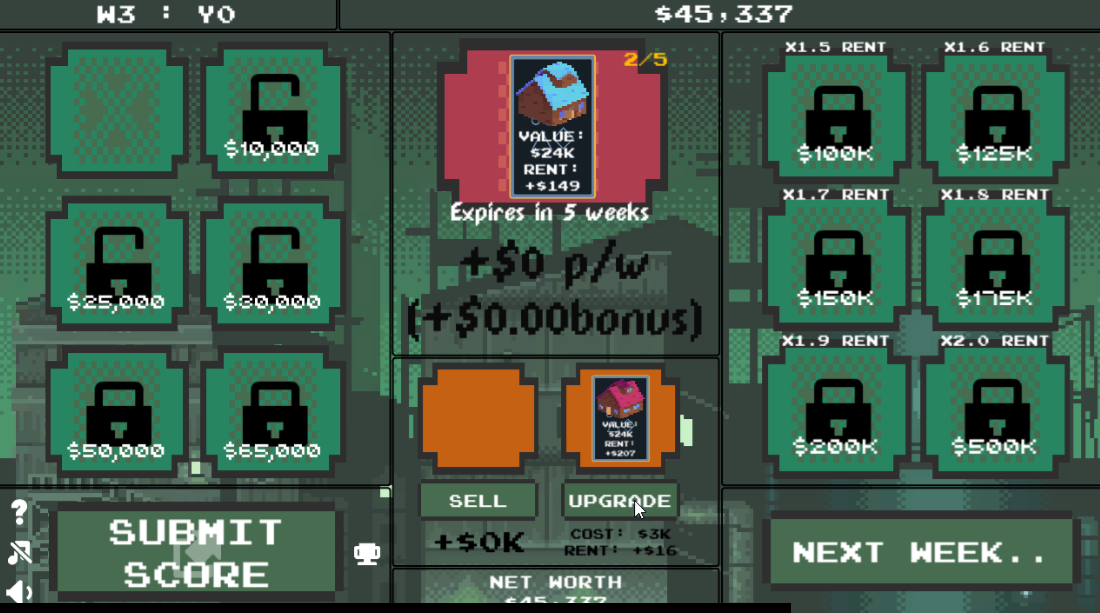 W3 : YO
$45,337
$10,000
$25,000
$30,000
$50,000
$65,000
SUBMIT
SCORE
?
2/5
VALUE:
$24K
RENT:
+$149
Expires in 5 weeks
+$0 p/w
(+$0.00bonus)
VALUE:
$24K
RENT:
+$207
SELL
UPGRADE
+$0K
COST: $3K
RENT: +$16
NET WORTH
$45,337
X1.5 RENT
X1.6 RENT
$100K
$125K
X1.7 RENT
X1.8 RENT
$150K
$175K
X1.9 RENT
X2.0 RENT
$200K
$500K
NEXT WEEK..